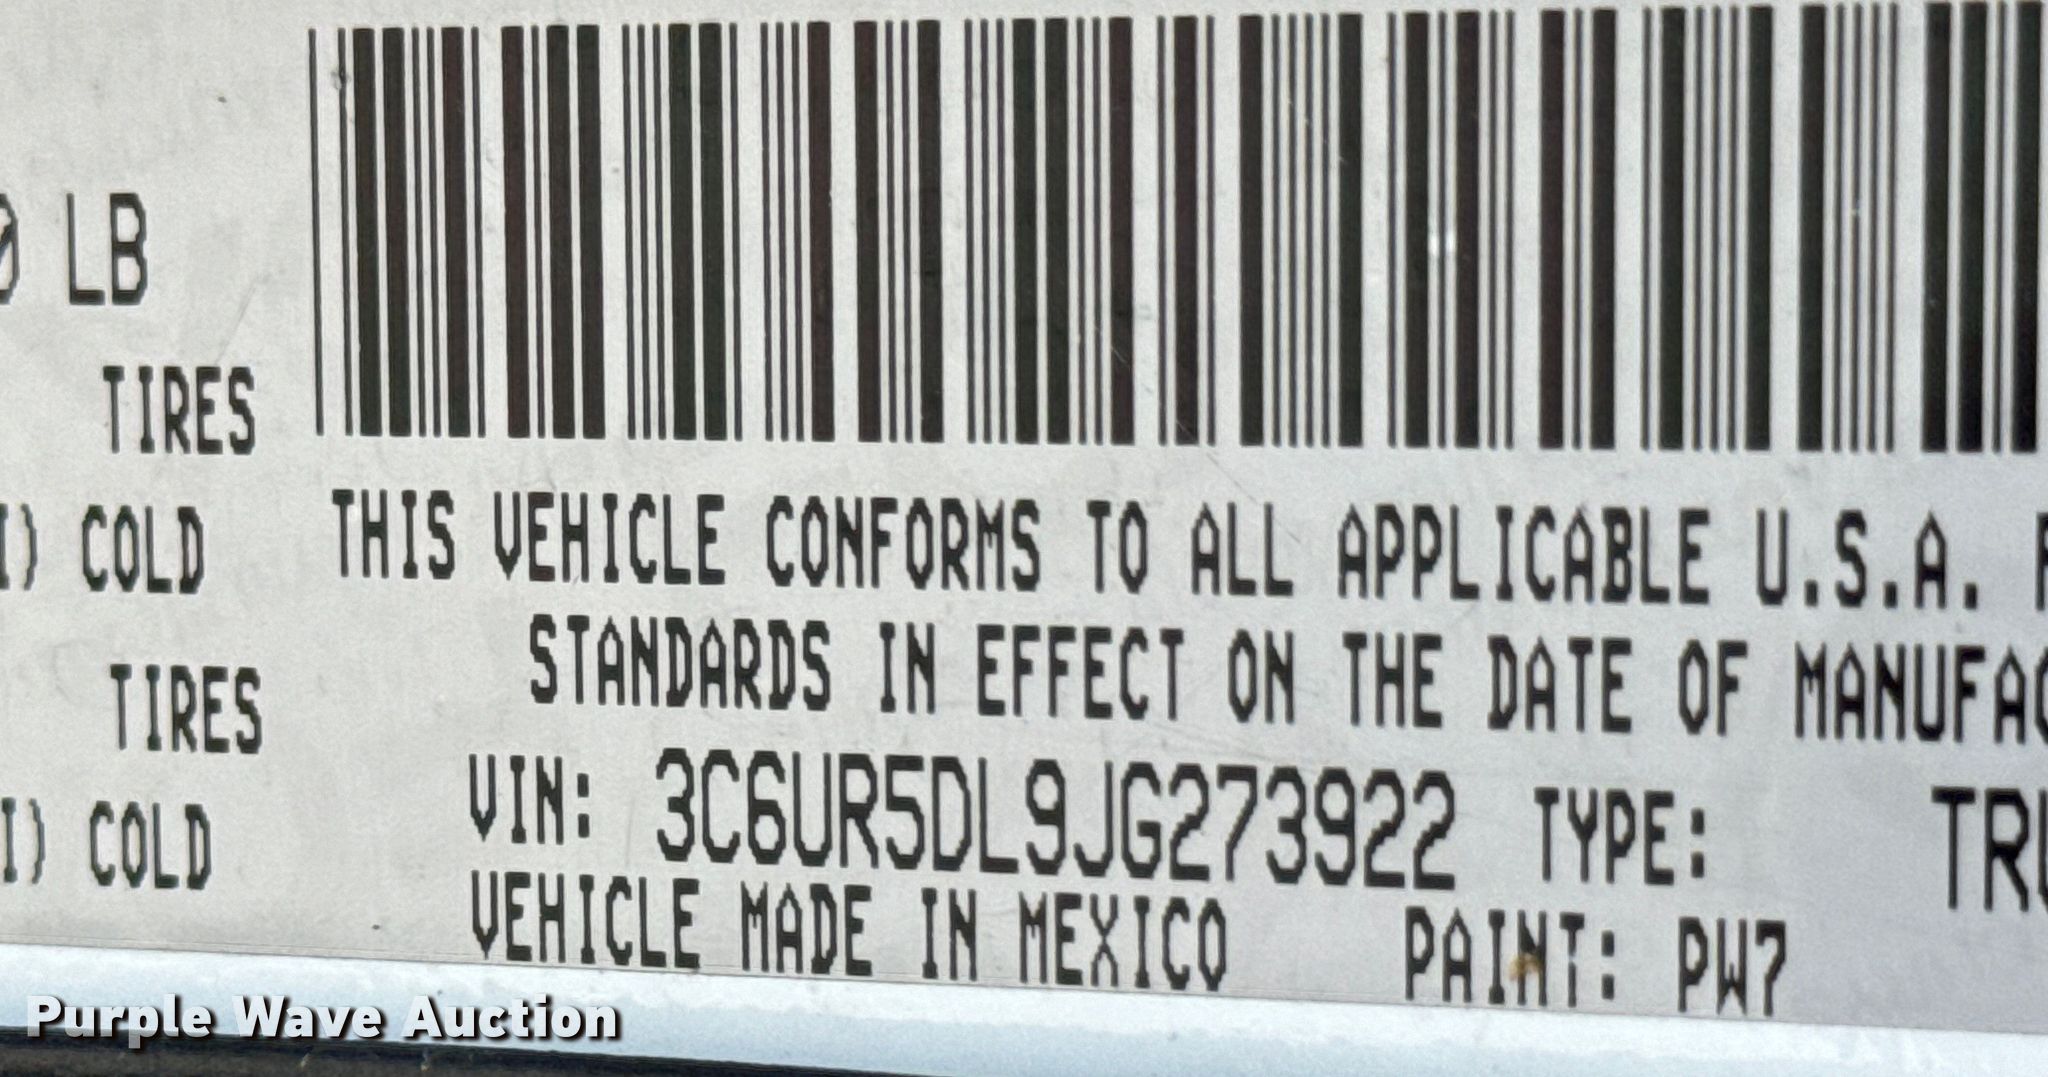 LB
TIRES
COLD
TIRES
COLD
THIS VEHICLE CONFORMS TO ALL APPLICABLE U.S.A.
STANDARDS IN EFFECT ON THE DATE OF
VIN: 3C6UR5DL9JG273922 TYPE:
VEHICLE MADE IN MEXICO PAINT: PW7
Purple Wave Auction